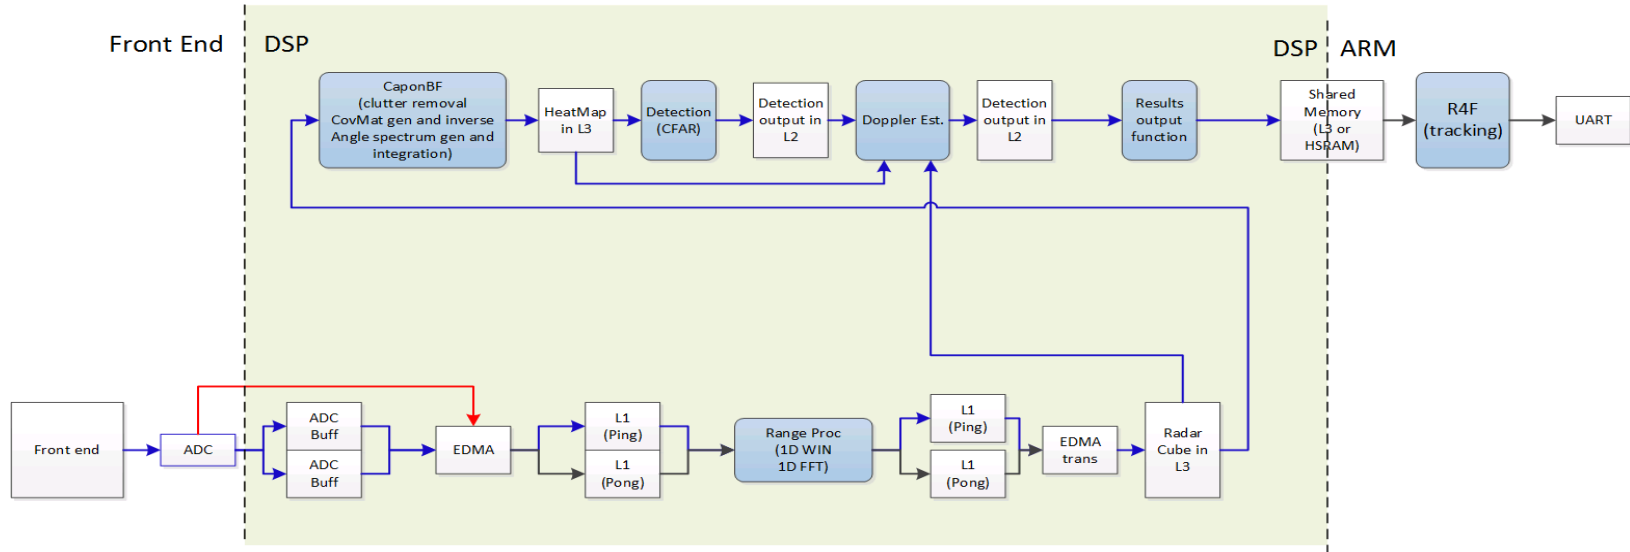 Front End
DSP
DSP
ARM
CaponBF
(clutter removal
CovMat gen and inverse
Angle spectrum gen and
integration)
HeatMap
in L3
Detection
(CFAR)
Detection
output in
L2
Doppler Est.
Detection
output in
L2
Results
output
function
Shared
Memory
(L3 or
HSRAM)
R4F
(tracking)
UART
Front end
ADC
ADC
Buff
ADC
Buff
EDMA
L1
(Ping)
L1
(Pong)
Range Proc
(1D WIN
1D FFT)
L1
(Ping)
L1
(Pong)
EDMA
trans
Radar
Cube in
L3